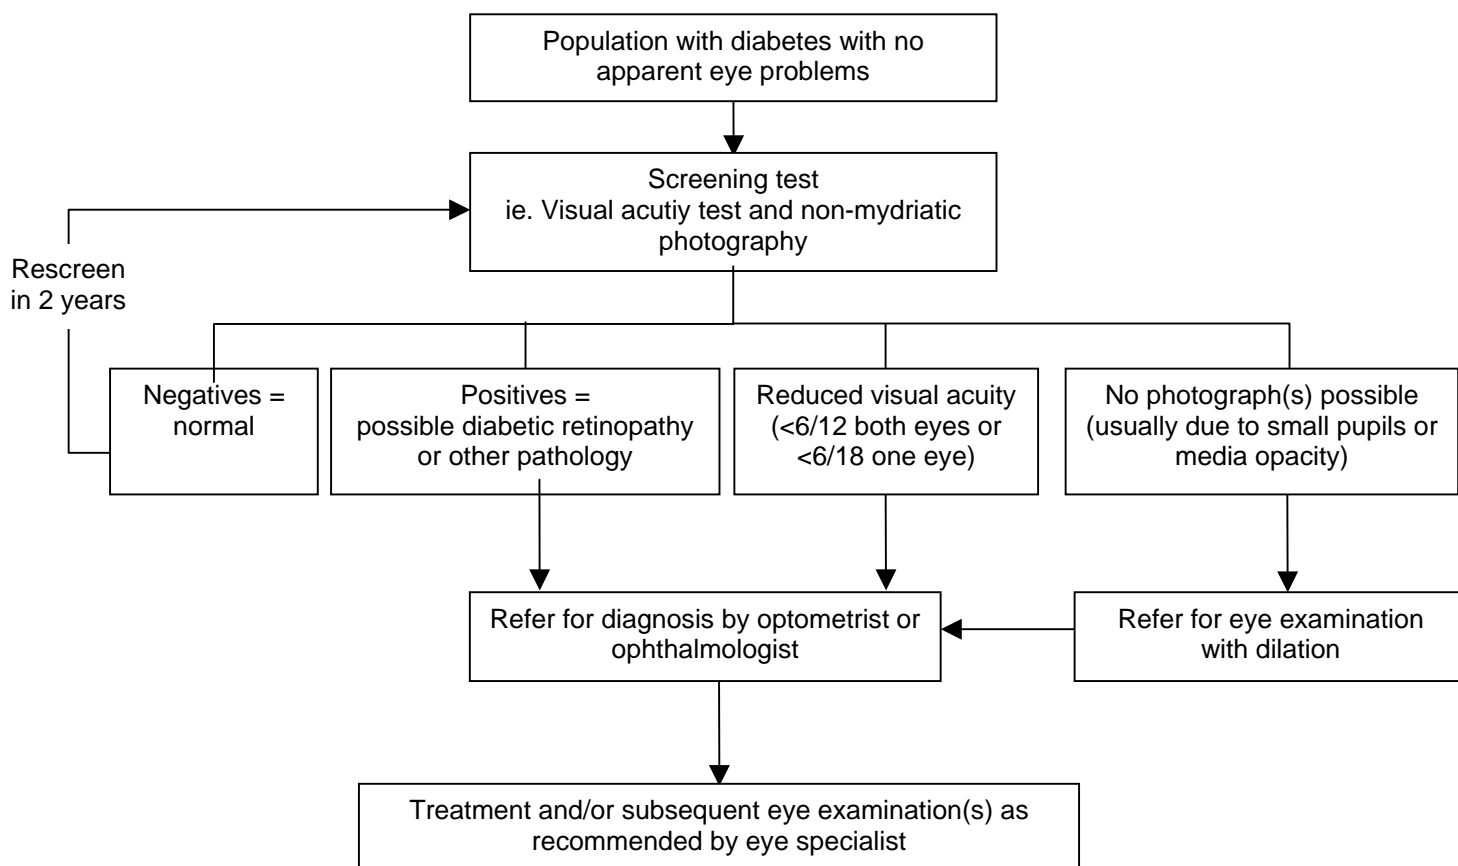 Population with diabetes with no
apparent eye problems
Screening test
ie. Visual acutiy test and non-mydriatic
photography
Rescreen
in 2 years
Negatives =
normal
Positives =
possible diabetic retinopathy
or other pathology
Reduced visual acuity
(<6/12 both eyes or
<6/18 one eye)
No photograph(s) possible
(usually due to small pupils or
media opacity)
Refer for diagnosis by optometrist or
ophthalmologist
Refer for eye examination
with dilation
Treatment and/or subsequent eye examination(s) as
recommended by eye specialist